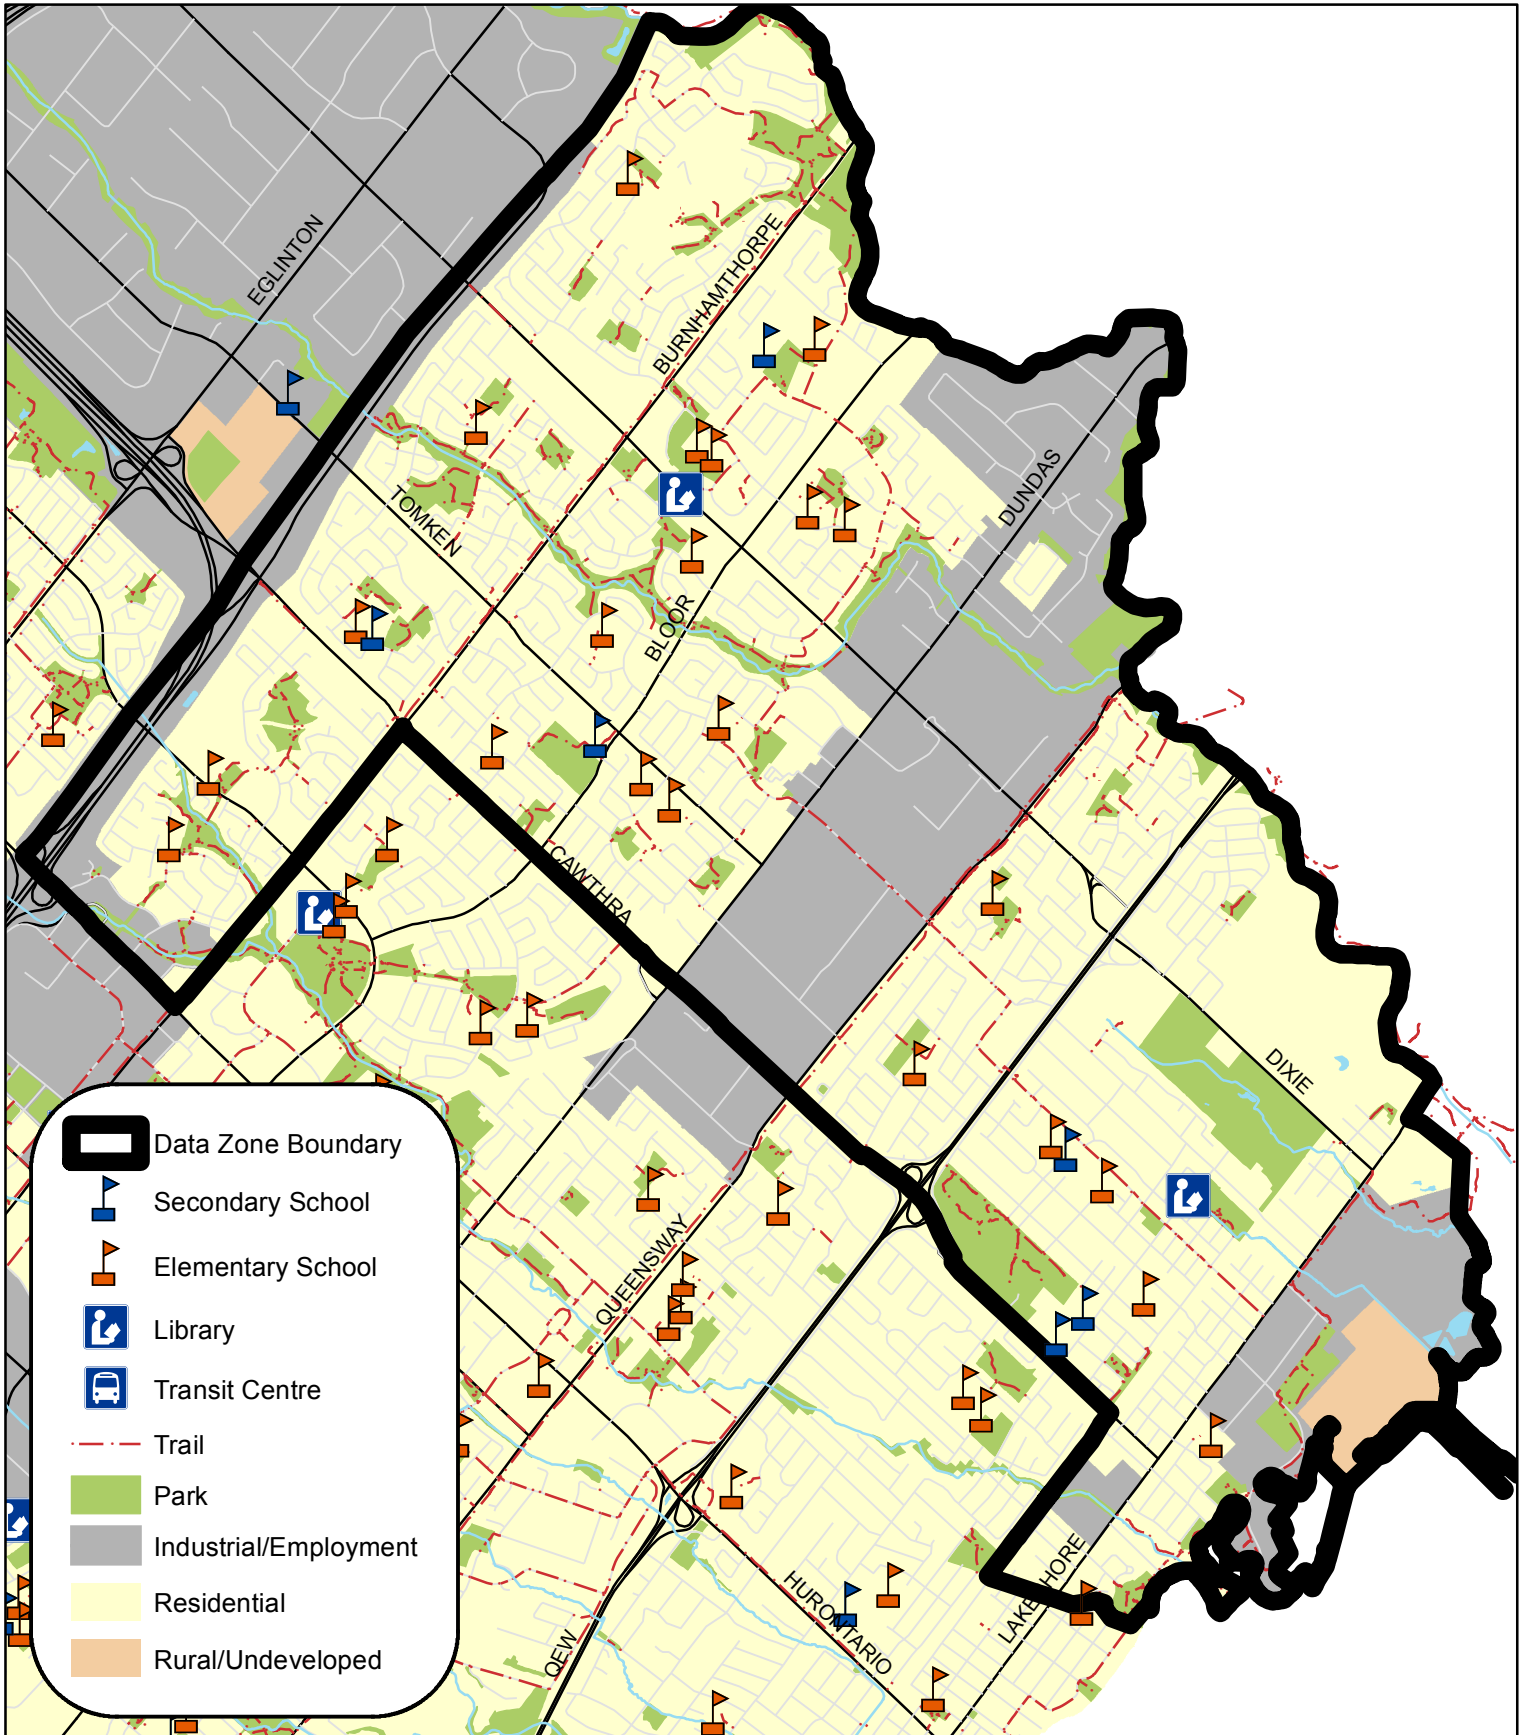 EGLINTON
BURNHAMTHORPE
DUNDAS
TOMKEN
BLOOR
CAWTHRA
DIXIE
QUEENSWAY
LAKESHORE
HURONTARIO
QEW
Data Zone Boundary
Secondary School
Elementary School
Library
Transit Centre
Trail
Park
Industrial/Employment
Residential
Rural/Undeveloped